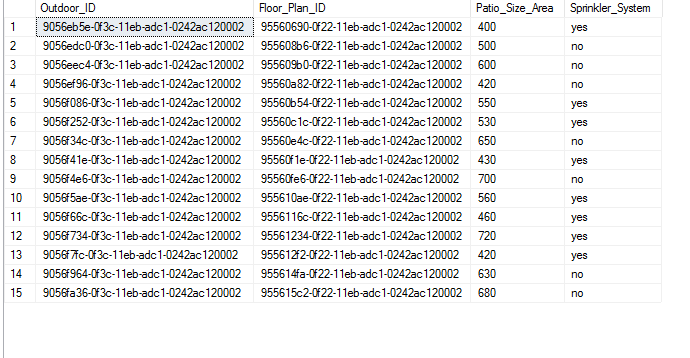 Outdoor_ID Floor_Plan_ID Patio_Size_Area Sprinkler_System
1 9056eb5e-0f3c-11eb-adc1-0242ac120002 95560690-0f22-11eb-adc1-0242ac120002 400 yes
2 9056edc0-0f3c-11eb-adc1-0242ac120002 955608b6-0f22-11eb-adc1-0242ac120002 500 no
3 9056eec4-0f3c-11eb-adc1-0242ac120002 955609b0-0f22-11eb-adc1-0242ac120002 600 no
4 9056ef96-0f3c-11eb-adc1-0242ac120002 95560a82-0f22-11eb-adc1-0242ac120002 420 no
5 9056f086-0f3c-11eb-adc1-0242ac120002 95560b54-0f22-11eb-adc1-0242ac120002 550 yes
6 9056f252-0f3c-11eb-adc1-0242ac120002 95560c1c-0f22-11eb-adc1-0242ac120002 530 yes
7 9056f34c-0f3c-11eb-adc1-0242ac120002 95560e4c-0f22-11eb-adc1-0242ac120002 650 no
8 9056f41e-0f3c-11eb-adc1-0242ac120002 95560f1e-0f22-11eb-adc1-0242ac120002 430 yes
9 9056f4e6-0f3c-11eb-adc1-0242ac120002 95560fe6-0f22-11eb-adc1-0242ac120002 700 no
10 9056f5ae-0f3c-11eb-adc1-0242ac120002 955610ae-0f22-11eb-adc1-0242ac120002 560 yes
11 9056f66c-0f3c-11eb-adc1-0242ac120002 9556116c-0f22-11eb-adc1-0242ac120002 460 yes
12 9056f734-0f3c-11eb-adc1-0242ac120002 95561234-0f22-11eb-adc1-0242ac120002 720 yes
13 9056f7fc-0f3c-11eb-adc1-0242ac120002 955612f2-0f22-11eb-adc1-0242ac120002 420 yes
14 9056f964-0f3c-11eb-adc1-0242ac120002 955614fa-0f22-11eb-adc1-0242ac120002 630 no
15 9056fa36-0f3c-11eb-adc1-0242ac120002 955615c2-0f22-11eb-adc1-0242ac120002 680 no